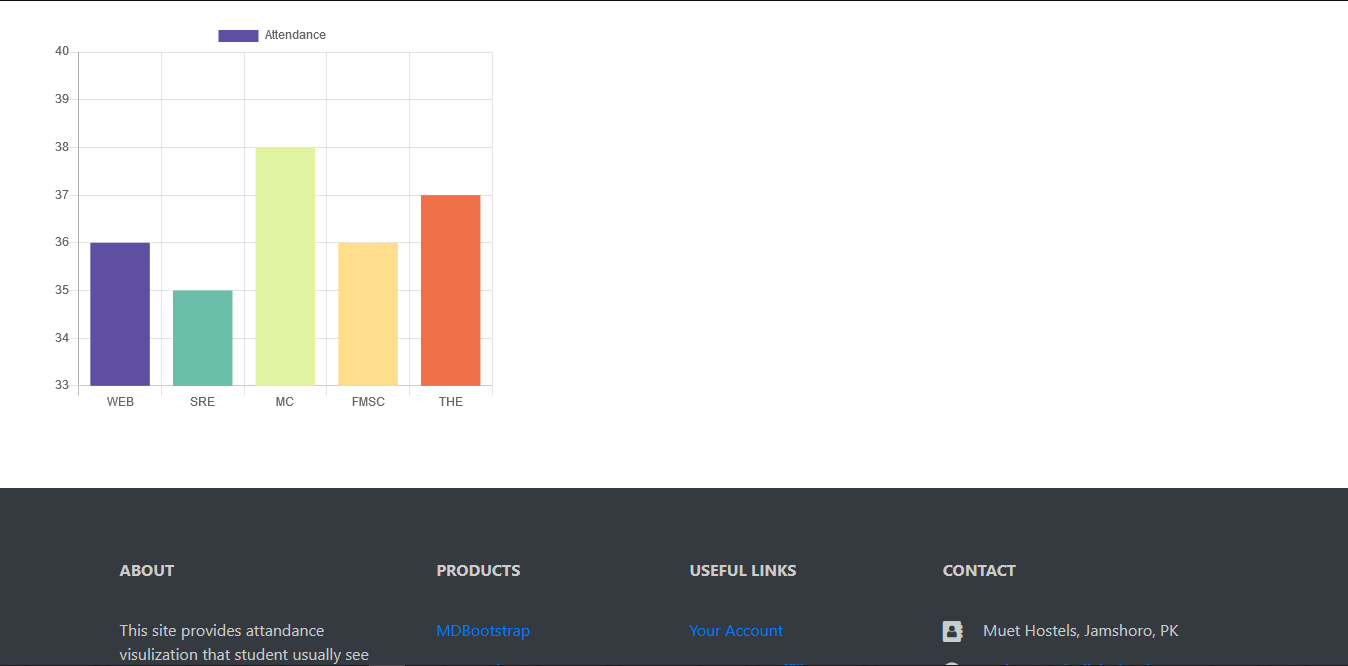 Attendance
40
39
38
37
36
35
34
33
WEB SRE MC FMSC THE
ABOUT
This site provides attandance
visulization that student usually see
PRODUCTS
MDBootstrap
USEFUL LINKS
Your Account
CONTACT
Muet Hostels, Jamshoro, PK